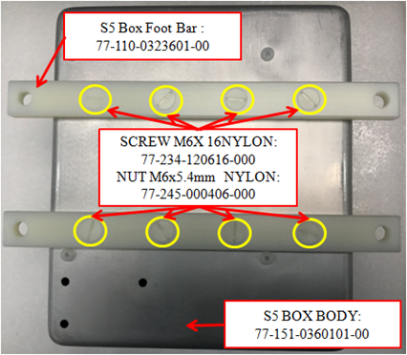 S5 Box Foot Bar :
77-110-0323601-00
SCREW M6X 16NYLON:
77-234-120616-000
NUT M6x5.4mm NYLON:
77-245-000406-000
S5 BOX BODY:
77-151-0360101-00